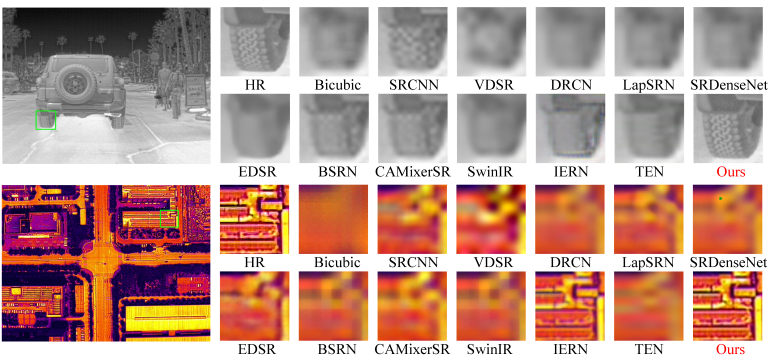 HR Bicubic SRCNN VDSR DRCN LapSRN SRDenseNet
EDSR BSRN CAMixerSR SwinIR IERN TEN Ours
HR Bicubic SRCNN VDSR DRCN LapSRN SRDenseNet
EDSR BSRN CAMixerSR SwinIR IERN TEN Ours